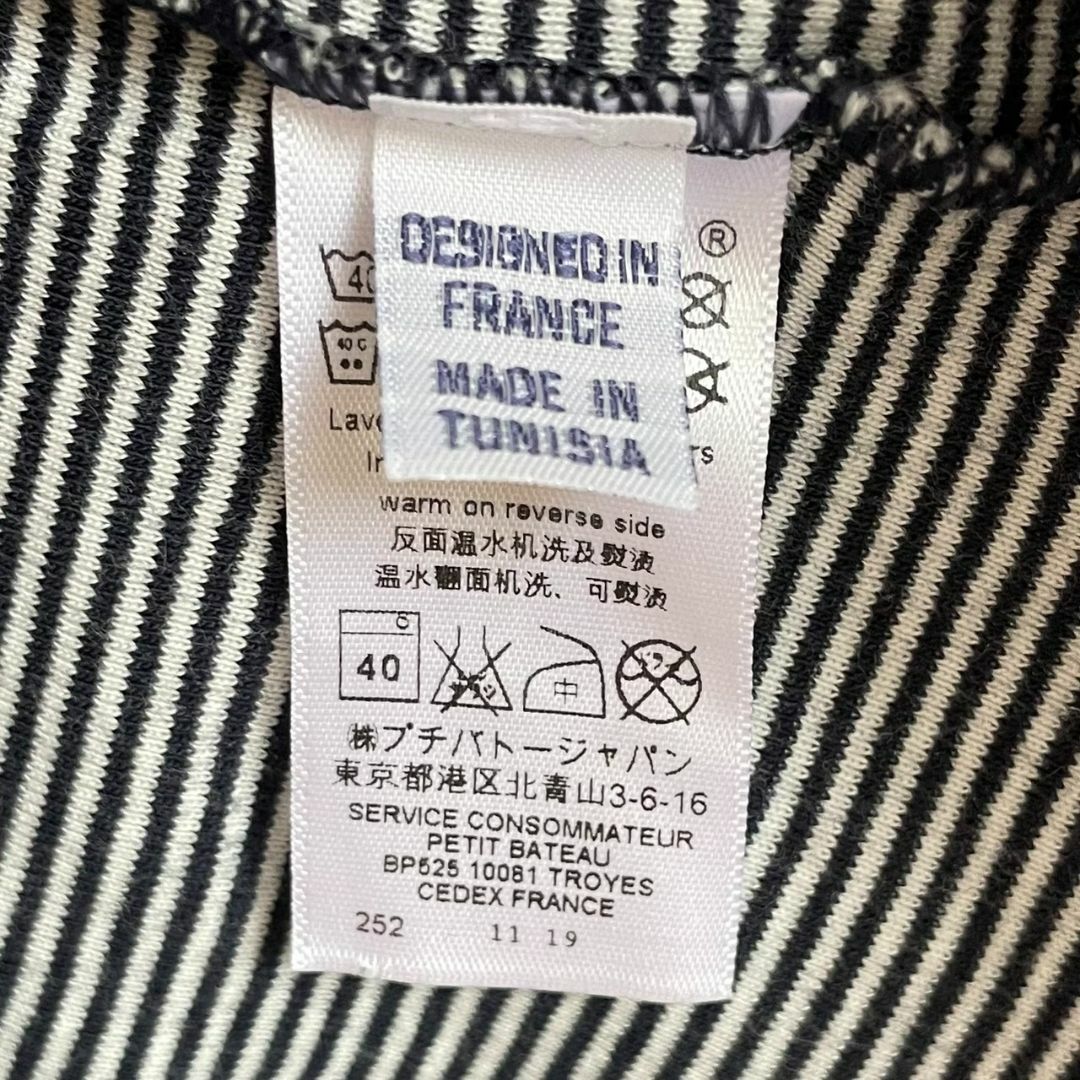 DESIGNED IN
FRANCE
MADE IN
TUNISIA
®
40
40 C
warm on reverse side
反面温水机洗及熨烫
温水翻面机洗、可熨烫
C
40
中
㈱プチバトージャパン
東京都港区北青山3-6-16
SERVICE CONSOMMATEUR
PETIT BATEAU
BP525 10081 TROYES
CEDEX FRANCE
252 11 19